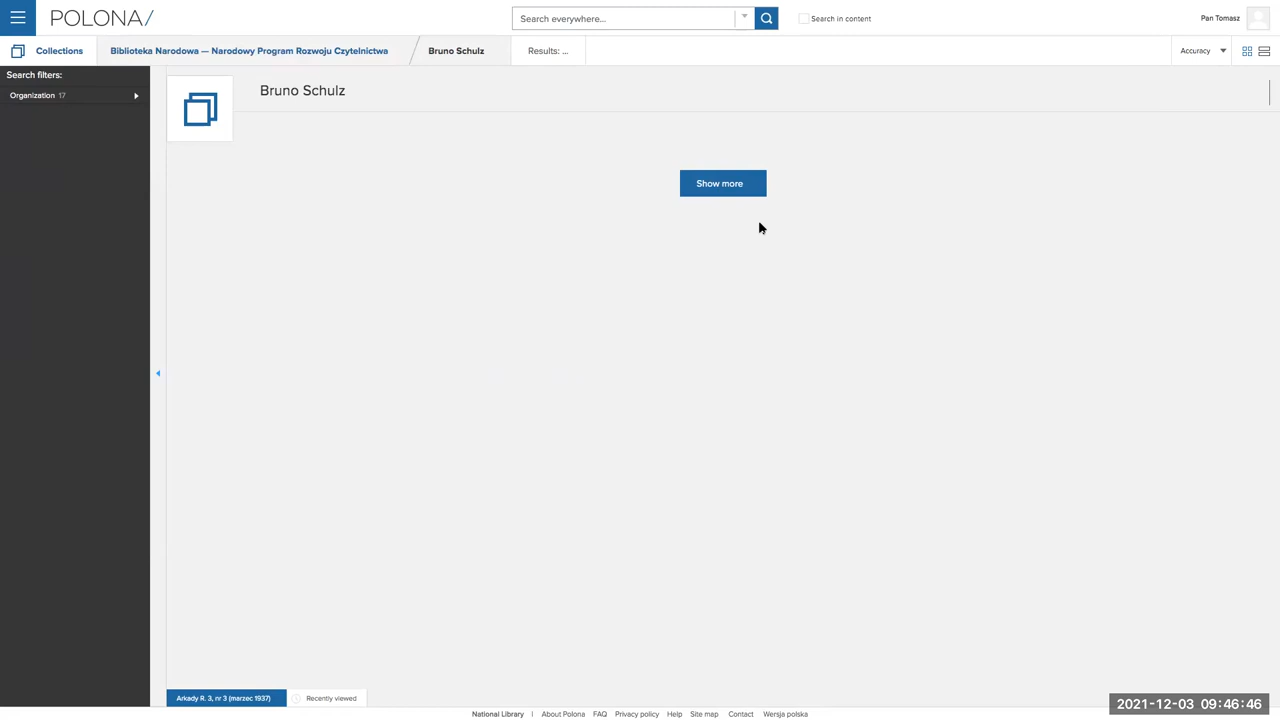 POLONA/
Search everywhere...
Search in content
Pan Tomasz
Collections
Biblioteka Narodowa — Narodowy Program Rozwoju Czytelnictwa
Bruno Schulz
Results: ...
Accuracy
Search filters:
Organization 17
Bruno Schulz
Show more
Arkady R. 3, nr 3 (marzec 1937)
Recently viewed
National Library | About Polona FAQ Privacy policy Help Site map Contact Wersja polska
2021-12-03 09:46:46